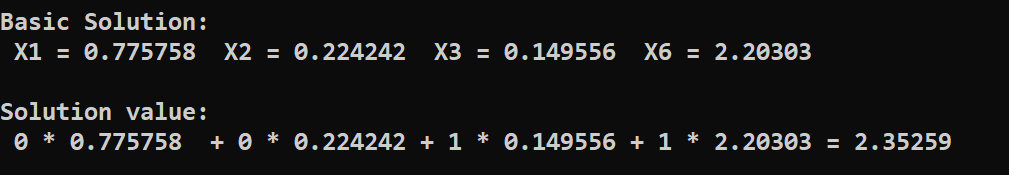 Basic Solution:
X1 = 0.775758  X2 = 0.224242  X3 = 0.149556  X6 = 2.20303
Solution value:
0 * 0.775758  + 0 * 0.224242 + 1 * 0.149556 + 1 * 2.20303 = 2.35259